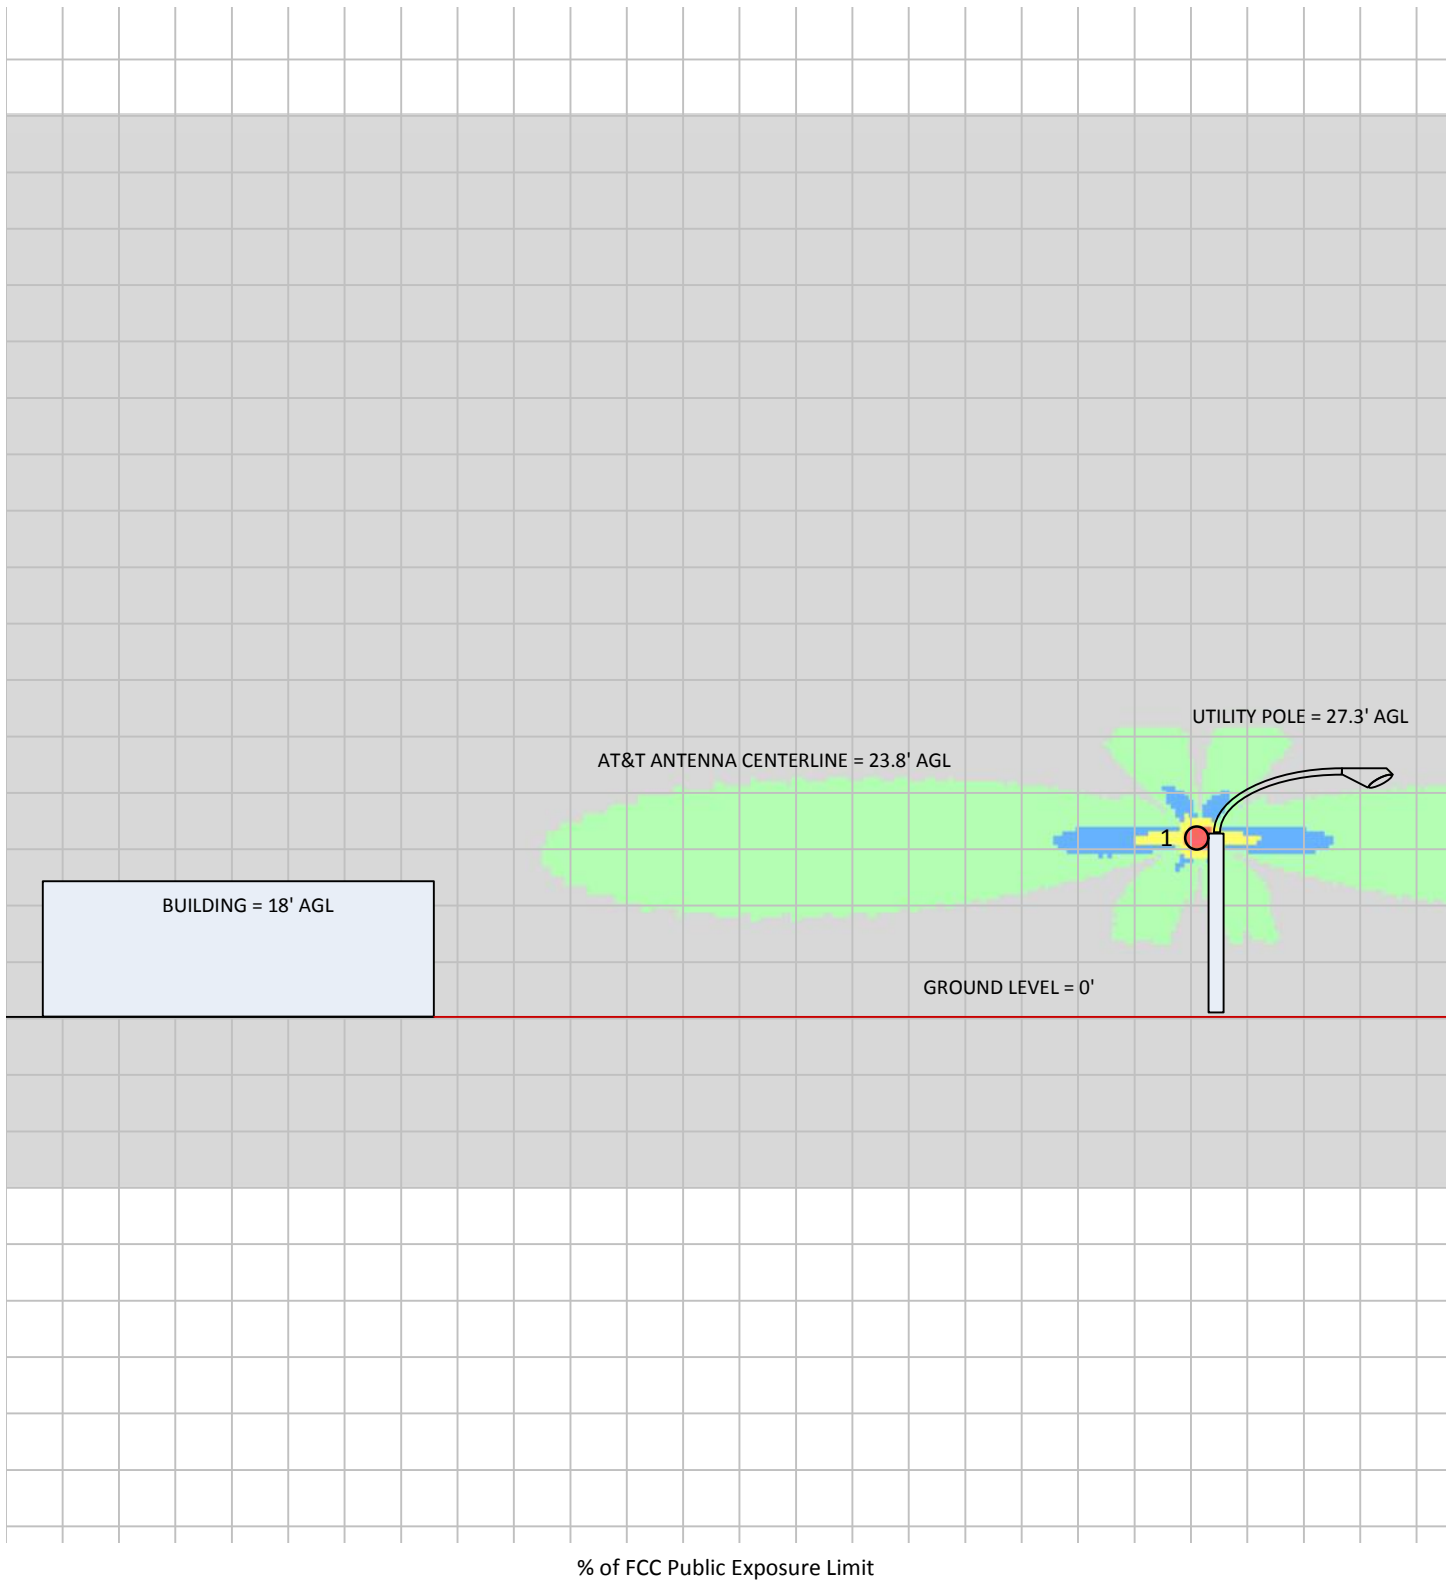 UTILITY POLE = 27.3' AGL
AT&T ANTENNA CENTERLINE = 23.8' AGL
1
BUILDING = 18' AGL
GROUND LEVEL = 0'
% of FCC Public Exposure Limit